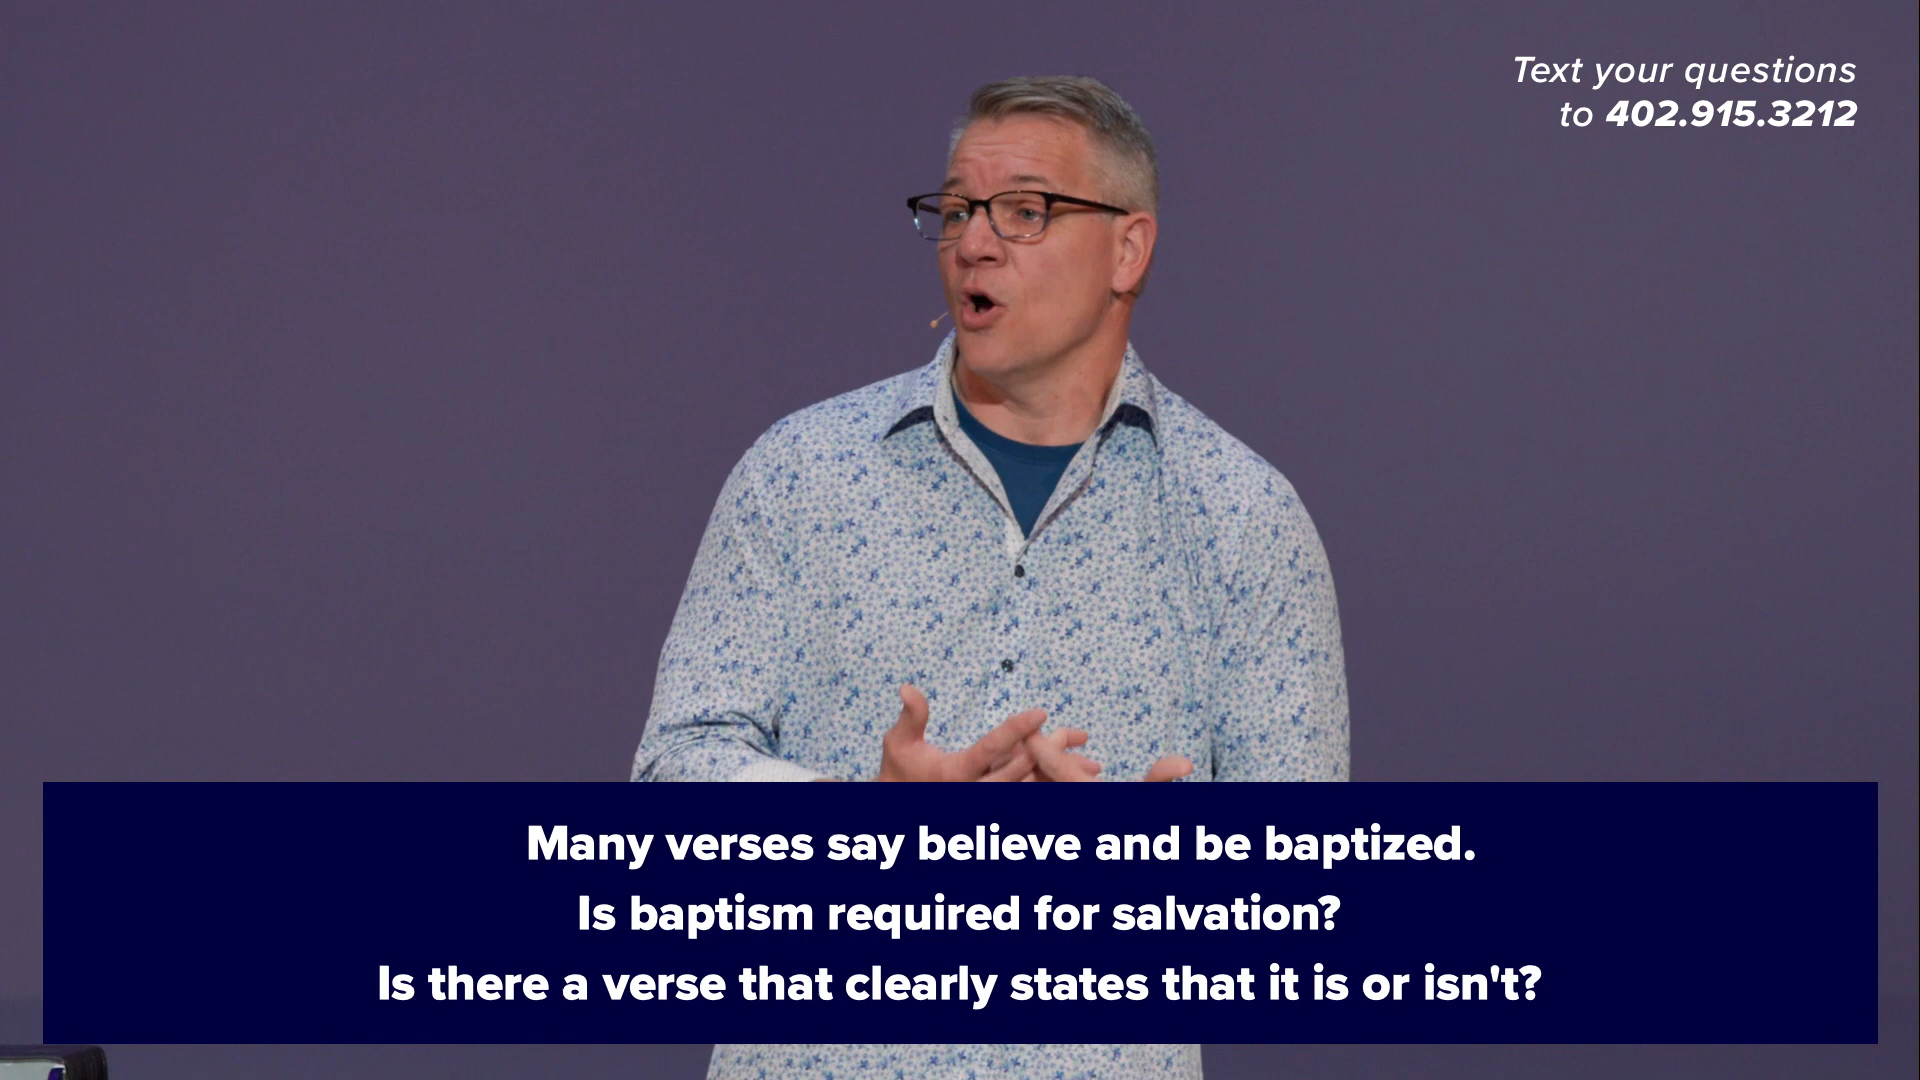 Text your questions
to 402.915.3212
Many verses say believe and be baptized.
Is baptism required for salvation?
Is there a verse that clearly states that it is or isn't?